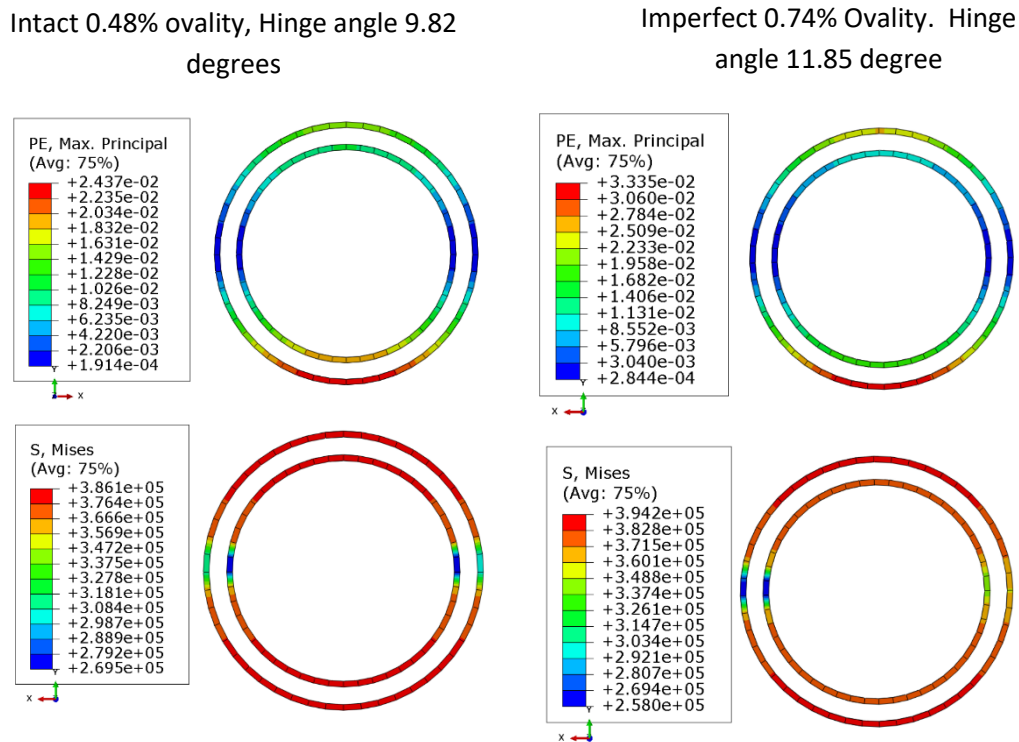 Intact 0.48% ovality, Hinge angle 9.82
degrees
Imperfect 0.74% Ovality.  Hinge
angle 11.85 degree
PE, Max. Principal
(Avg: 75%)
+2.437e-02
+2.235e-02
+2.034e-02
+1.832e-02
+1.631e-02
+1.429e-02
+1.228e-02
+1.026e-02
+8.249e-03
+6.235e-03
+4.220e-03
+2.206e-03
+1.914e-04
Y
x
PE, Max. Principal
(Avg: 75%)
+3.335e-02
+3.060e-02
+2.784e-02
+2.509e-02
+2.233e-02
+1.958e-02
+1.682e-02
+1.406e-02
+1.131e-02
+8.552e-03
+5.796e-03
+3.040e-03
+2.844e-04
Y
x
S, Mises
(Avg: 75%)
+3.861e+05
+3.764e+05
+3.666e+05
+3.569e+05
+3.472e+05
+3.375e+05
+3.278e+05
+3.181e+05
+3.084e+05
+2.987e+05
+2.889e+05
+2.792e+05
+2.695e+05
Y
x
S, Mises
(Avg: 75%)
+3.942e+05
+3.828e+05
+3.715e+05
+3.601e+05
+3.488e+05
+3.374e+05
+3.261e+05
+3.147e+05
+3.034e+05
+2.921e+05
+2.807e+05
+2.694e+05
+2.580e+05
Y
x